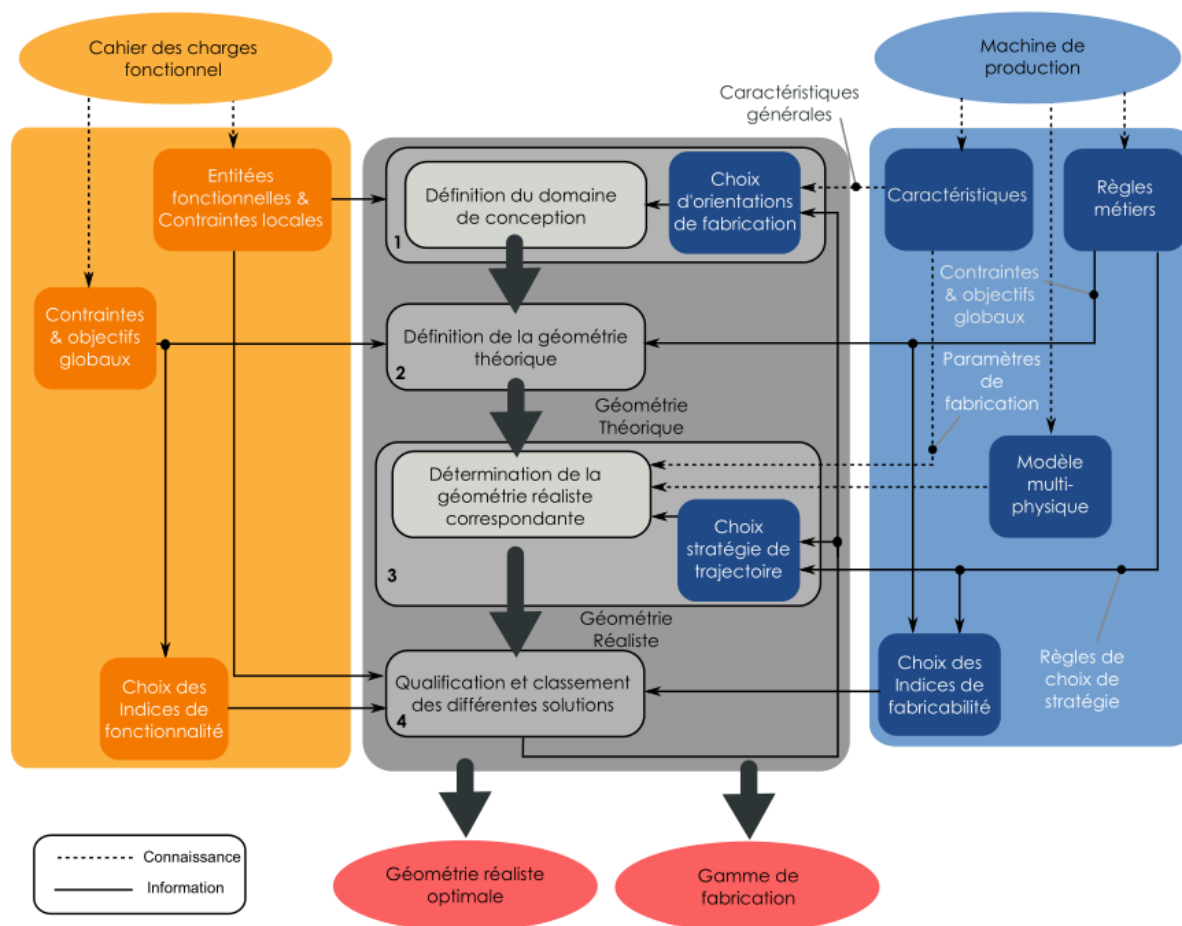 Cahier des charges
fonctionnel
Machine de
production
Caractéristiques
générales
Entitées
fonctionnelles &
Contraintes locales
Définition du domaine
de conception
1
Choix
d'orientations
de fabrication
Caractéristiques
Règles
métiers
Contraintes
& objectifs
globaux
Contraintes
& objectifs
globaux
Définition de la géométrie
théorique
2
Paramètres
de
fabrication
Géométrie
Théorique
Détermination de la
géométrie réaliste
correspondante
3
Choix
stratégie de
trajectoire
Modèle
multi-
physique
Géométrie
Réaliste
Choix des
Indices de
fonctionnalité
Qualification et classement
des différentes solutions
4
Choix des
Indices de
fabricabilité
Règles de
choix de
stratégie
Connaissance
Information
Géométrie réaliste
optimale
Gamme de
fabrication